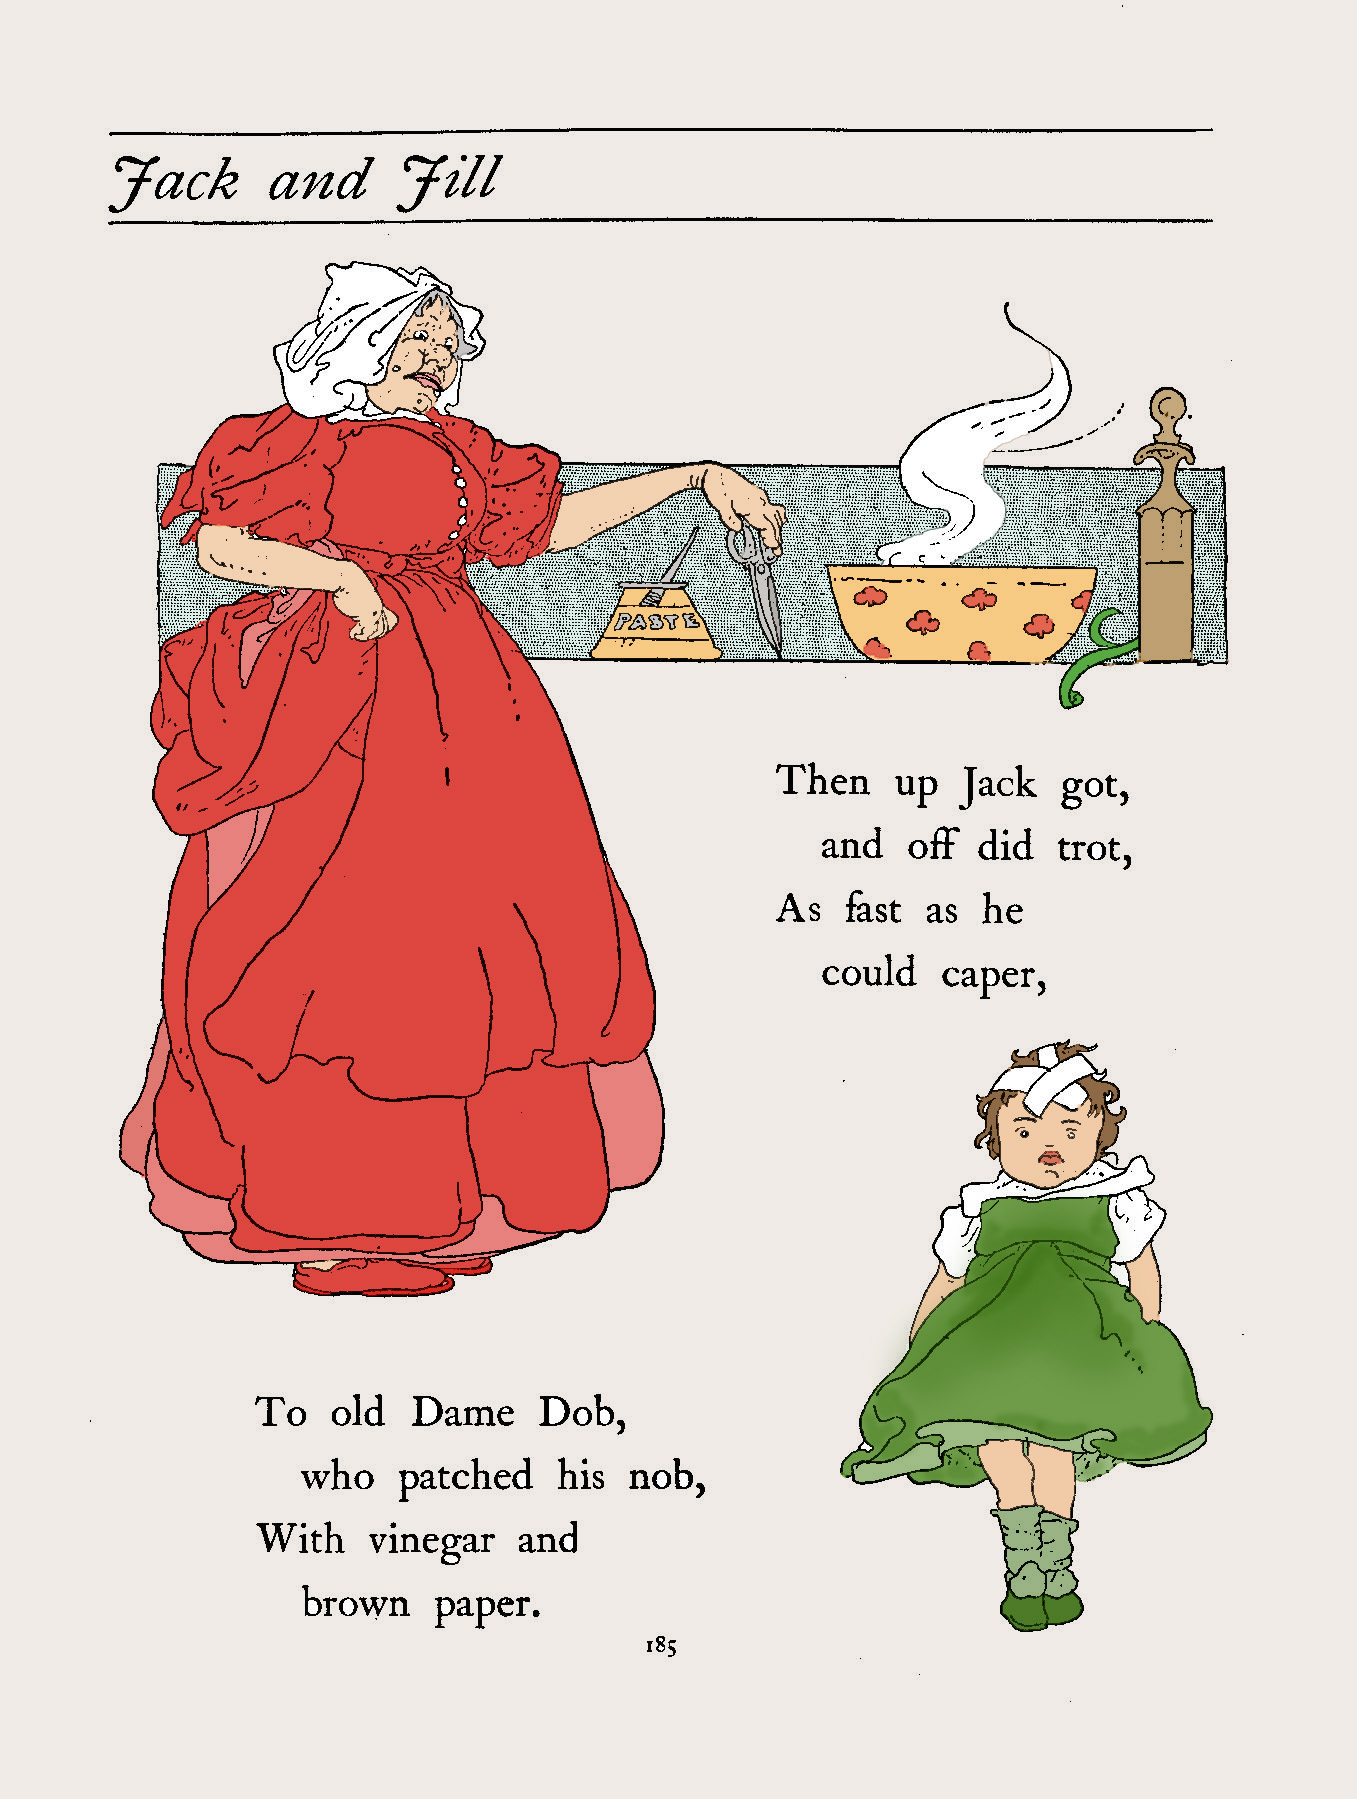 Jack and Jill
PASTE
Then up Jack got,
and off did trot,
As fast as he
could caper,
To old Dame Dob,
who patched his nob,
With vinegar and
brown paper.
185